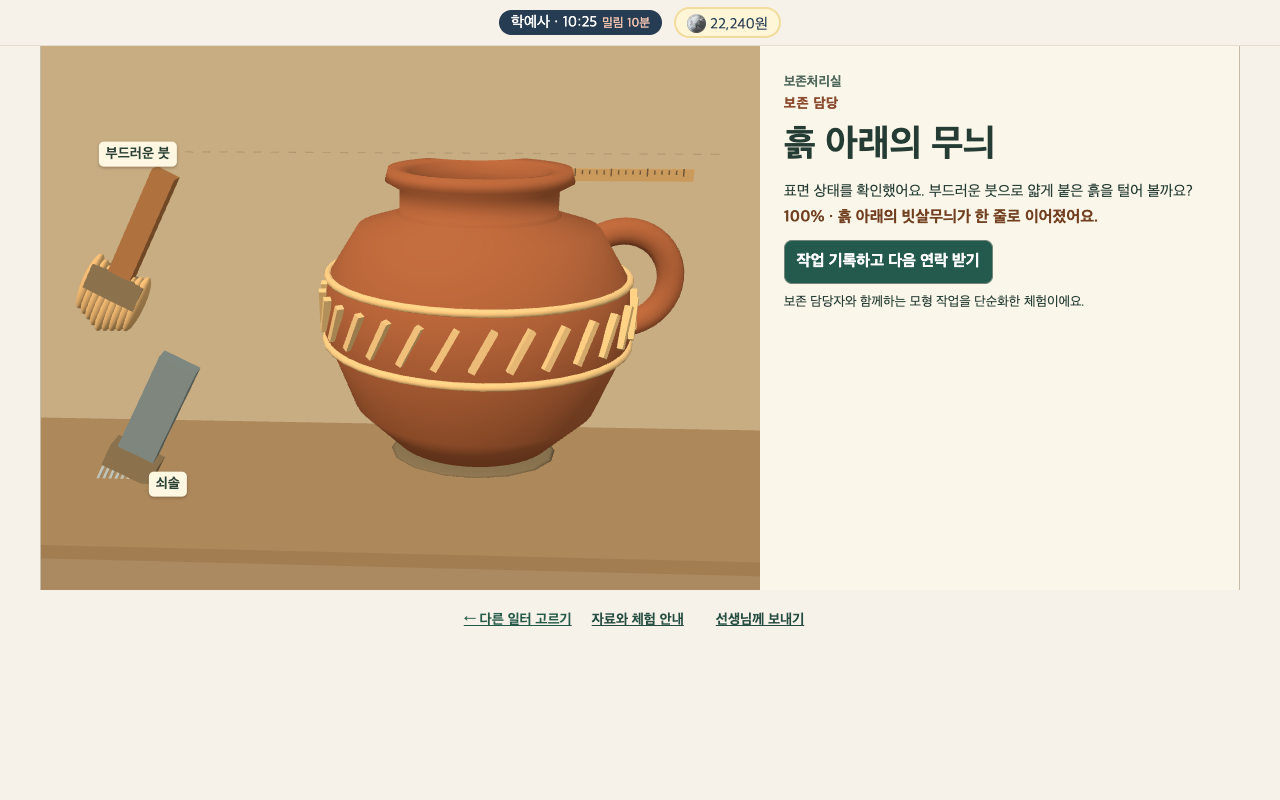 학예사 · 10:25 밀림 10분
22,240원
부드러운 붓
쇠솔
보존처리실
보존 담당
흙 아래의 무늬
표면 상태를 확인했어요. 부드러운 붓으로 얇게 붙은 흙을 털어 볼까요?
100% · 흙 아래의 빗살무늬가 한 줄로 이어졌어요.
작업 기록하고 다음 연락 받기
보존 담당자와 함께하는 모형 작업을 단순화한 체험이에요.
← 다른 일터 고르기 자료와 체험 안내 선생님께 보내기